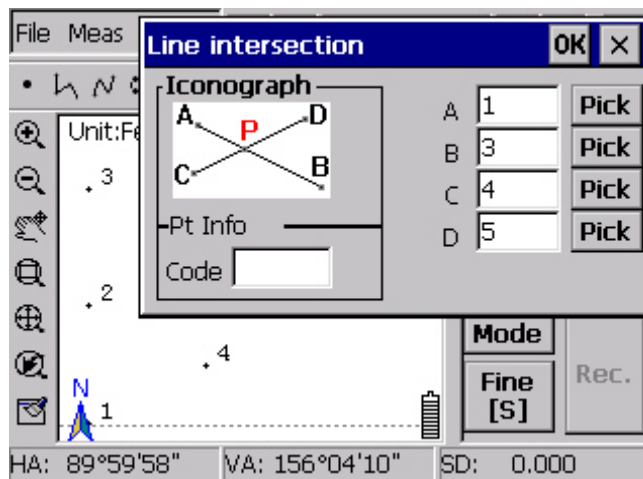 File Meas
Line intersection OK ×
Iconograph
A D
P
C B
Pt Info
Code
A 1 Pick
B 3 Pick
C 4 Pick
D 5 Pick
Unit:Fe
3
2
4
N
1
Mode
Fine
[S]
Rec.
HA: 89°59'58" VA: 156°04'10" SD: 0.000